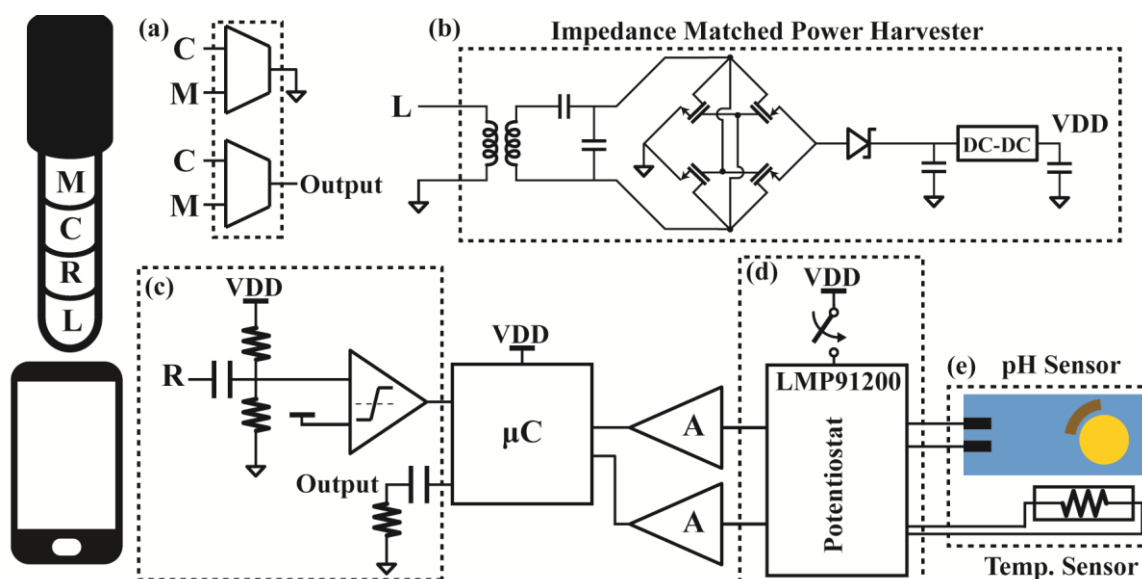 (a)
C
M
C
M
Output
(b)
Impedance Matched Power Harvester
L
DC-DC
VDD
M
C
R
L
(c)
VDD
R
Output
VDD
μC
A
A
(d)
VDD
LMP91200
Potentiostat
(e)
pH Sensor
Temp. Sensor